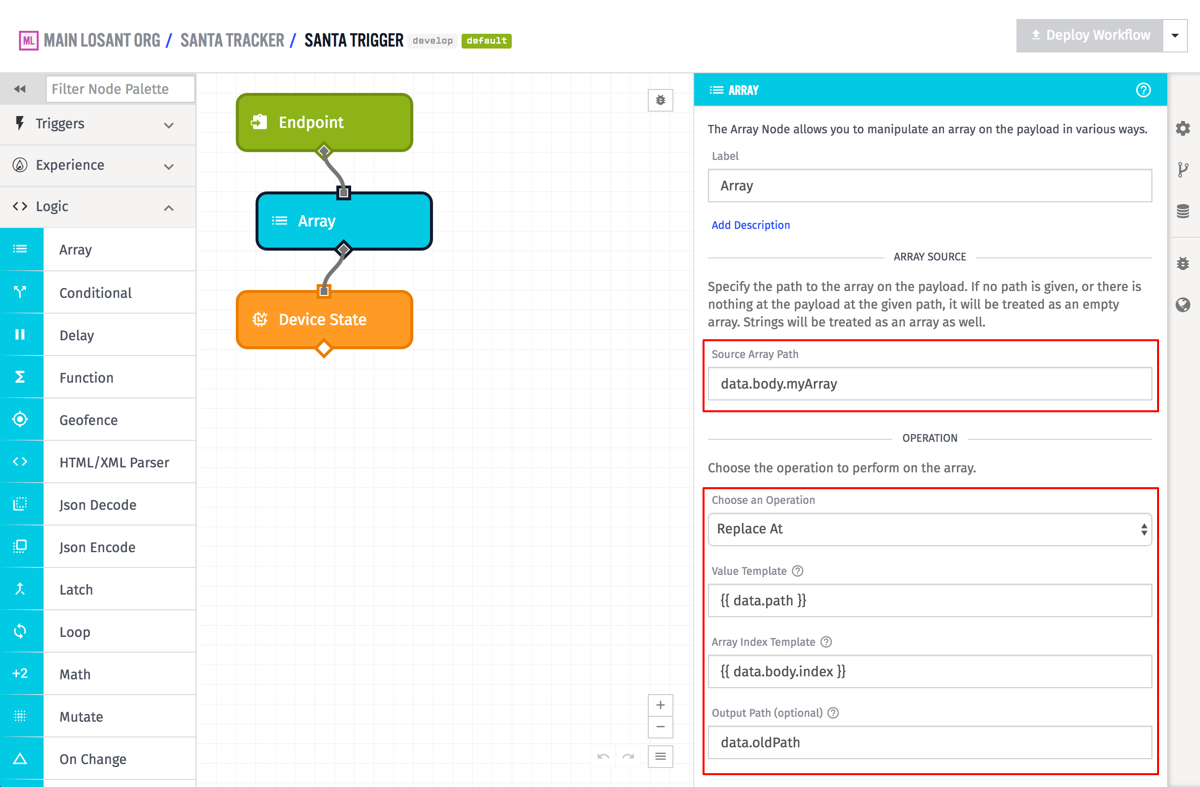 ML MAIN LOSANT ORG / SANTA TRACKER / SANTA TRIGGER develop default
Deploy Workflow
Filter Node Palette
Triggers
Experience
Logic
Array
Conditional
Delay
Function
Geofence
HTML/XML Parser
Json Decode
Json Encode
Latch
Loop
+2 Math
Mutate
On Change
Endpoint
Array
Device State
ARRAY
The Array Node allows you to manipulate an array on the payload in various ways.
Label
Array
Add Description
ARRAY SOURCE
Specify the path to the array on the payload. If no path is given, or there is
nothing at the payload at the given path, it will be treated as an empty
array. Strings will be treated as an array as well.
Source Array Path
data.body.myArray
OPERATION
Choose the operation to perform on the array.
Choose an Operation
Replace At
Value Template
{{ data.path }}
Array Index Template
{{ data.body.index }}
Output Path (optional)
data.oldPath